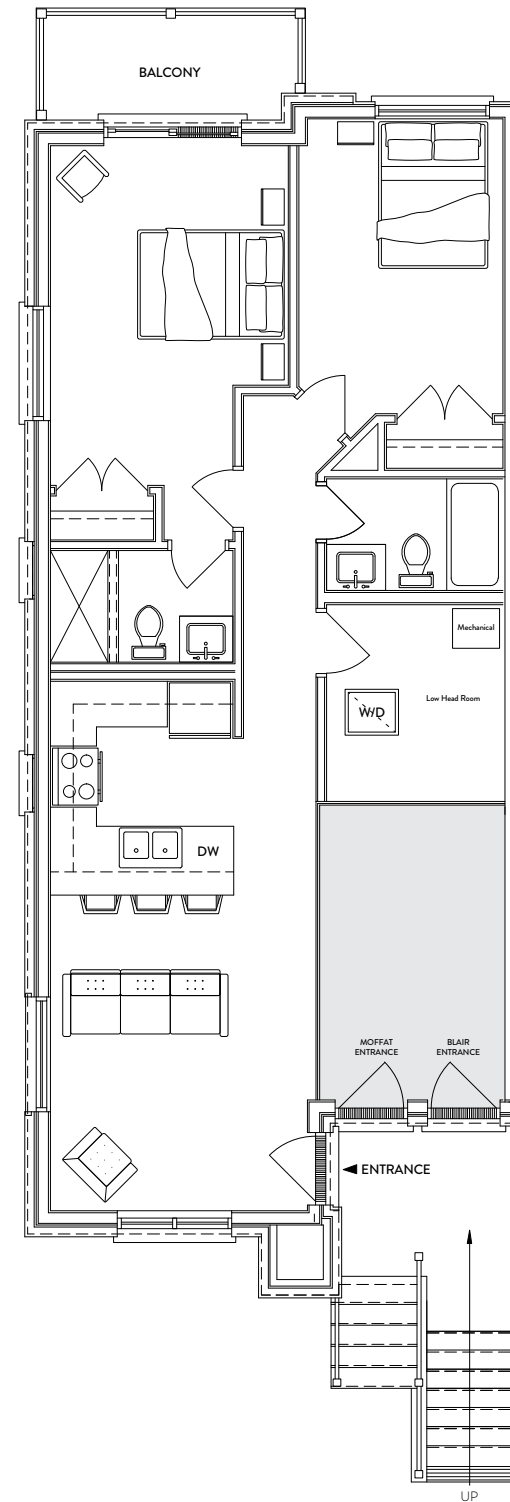 BALCONY
Mechanical
Low Head Room
W/D
DW
MOFFAT
ENTRANCE
BLAIR
ENTRANCE
ENTRANCE
UP